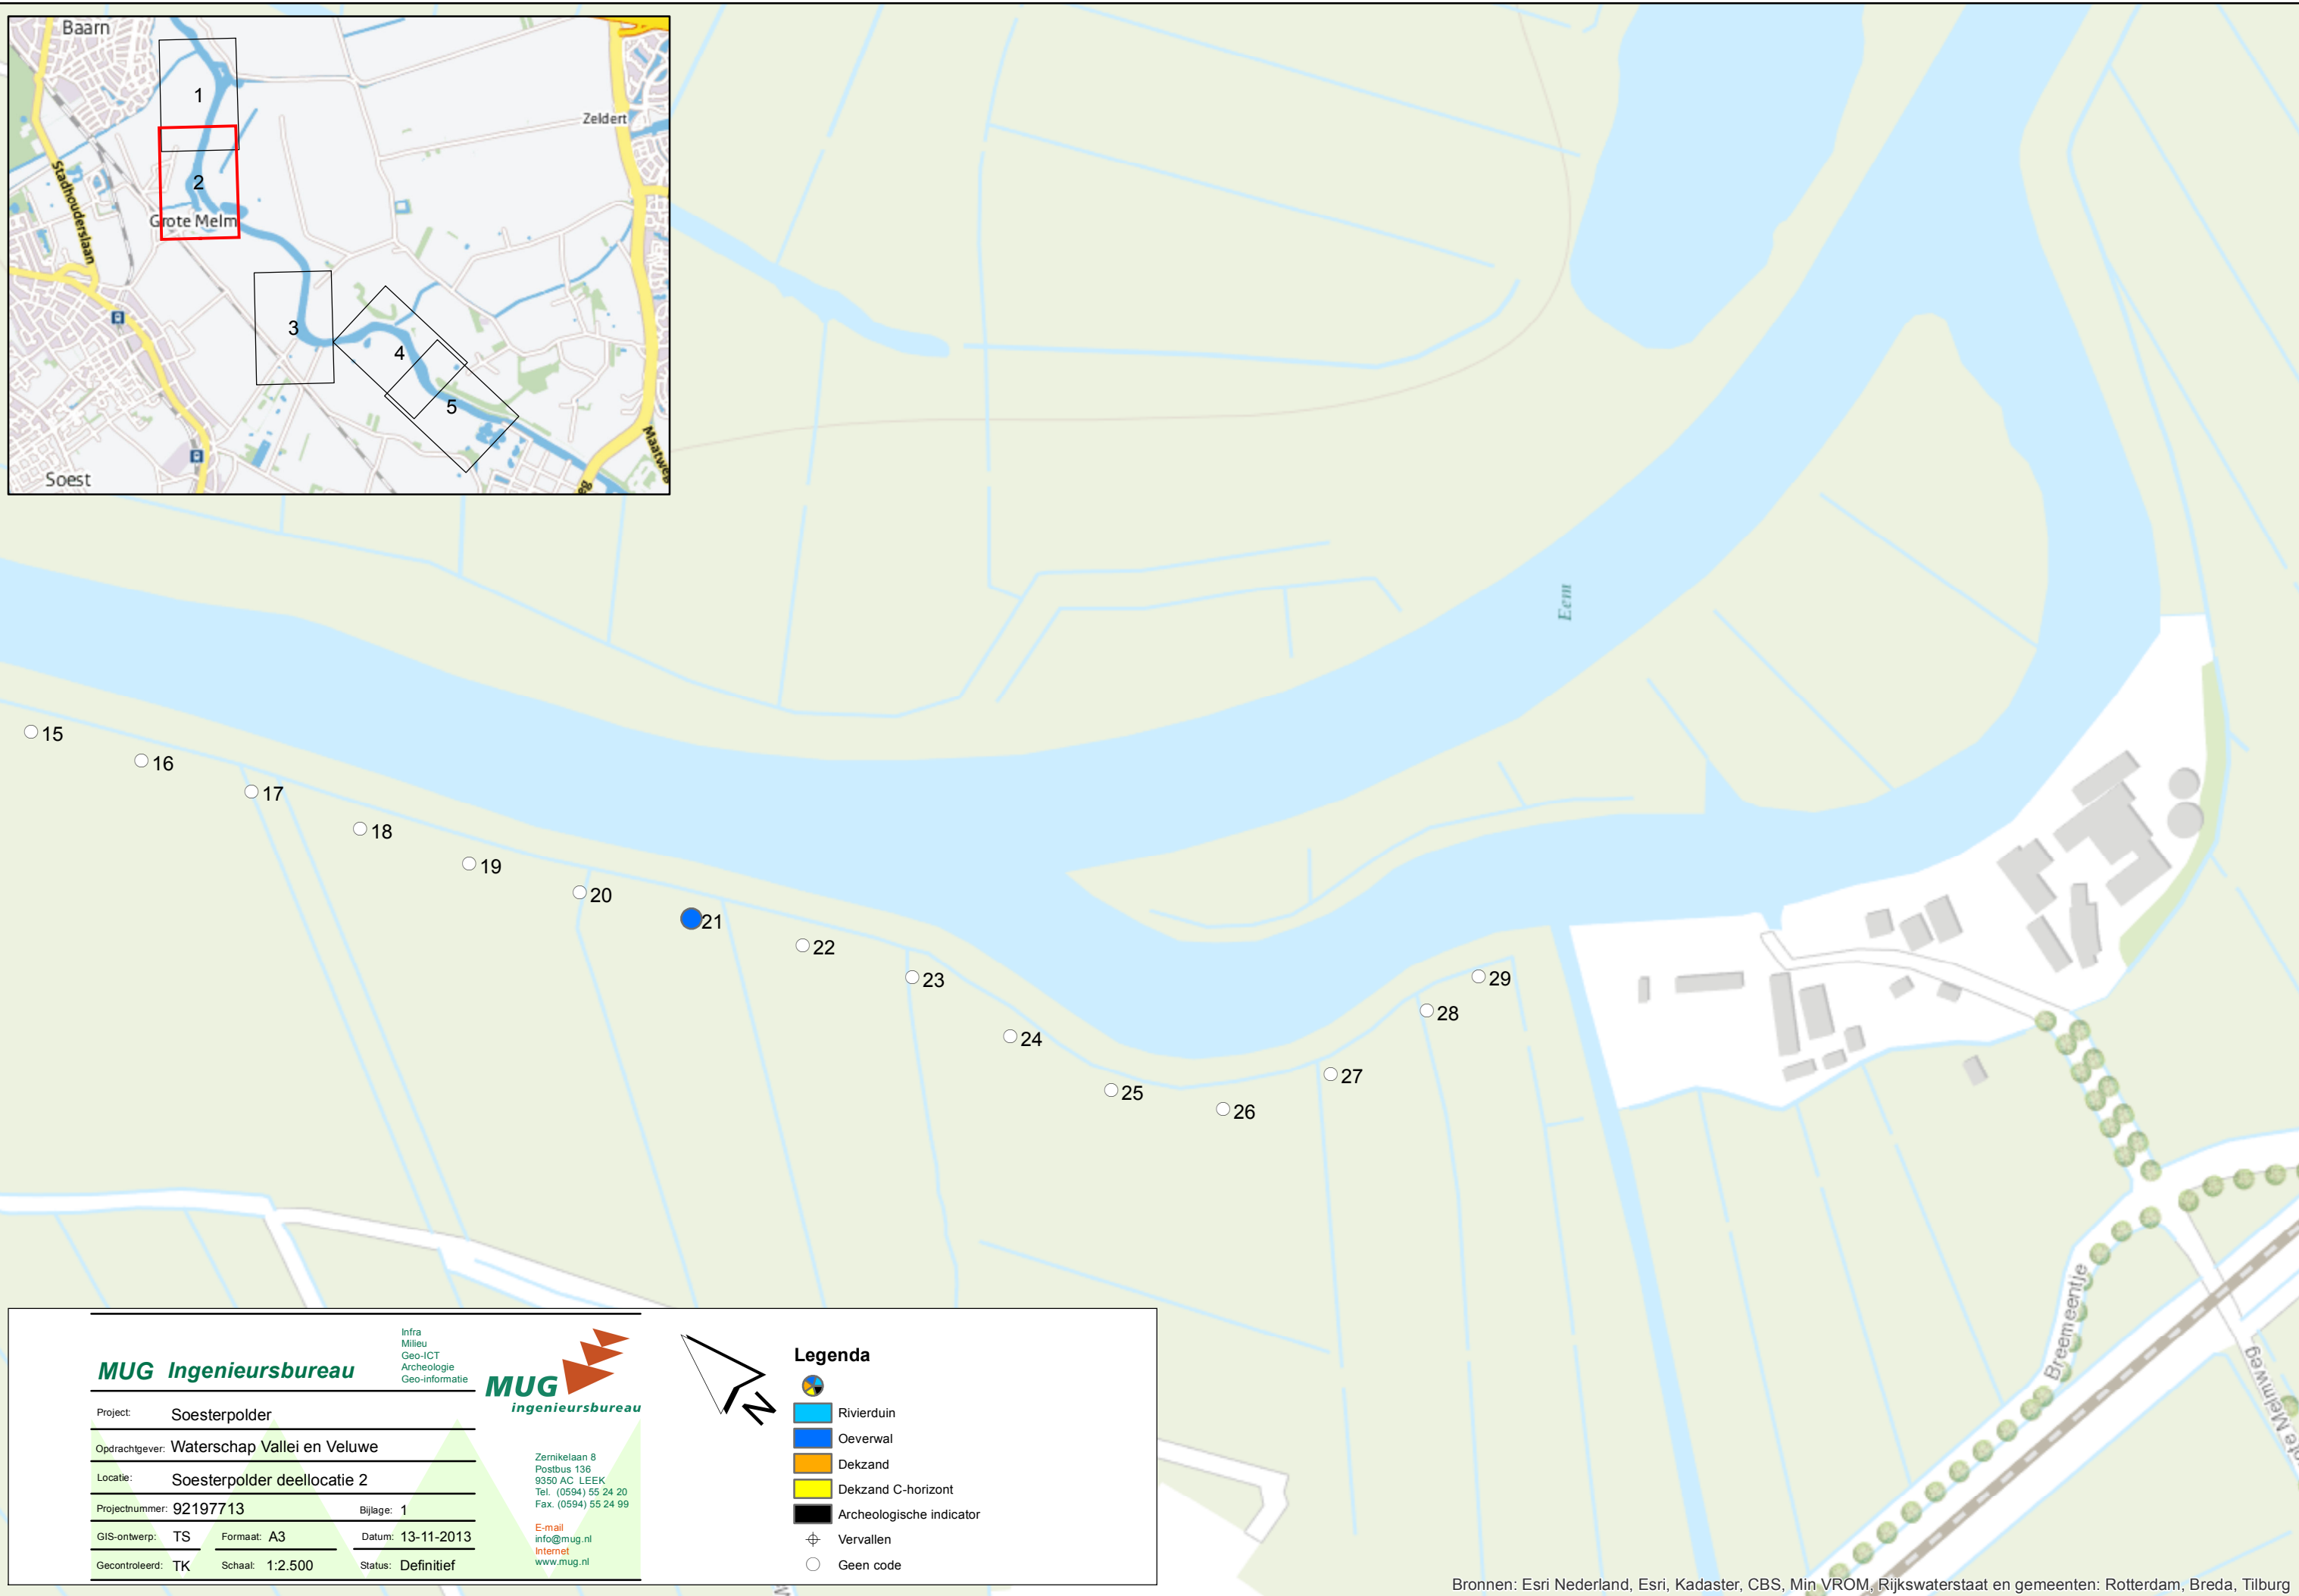 Baarn
1
Zeldert
2
Stadhouderslaan
Grote Melm
3
4
5
Maatweg
Soest
Eem
15
16
17
18
19
20
21
22
23
24
25
26
27
28
29
Breemeentje
MUG Ingenieursbureau
Infra
Milieu
Geo-ICT
Archeologie
Geo-informatie
MUG
ingenieursbureau
Project: Soesterpolder
Opdrachtgever: Waterschap Vallei en Veluwe
Locatie: Soesterpolder deellocatie 2
Projectnummer: 92197713 Bijlage: 1
GIS-ontwerp: TS Formaat: A3 Datum: 13-11-2013
Gecontroleerd: TK Schaal: 1:2.500 Status: Definitief
Zernikelaan 8
Postbus 136
9350 AC LEEK
Tel. (0594) 55 24 20
Fax. (0594) 55 24 99
E-mail
info@mug.nl
Internet
www.mug.nl
N
Legenda
Rivierduin
Oeverwal
Dekzand
Dekzand C-horizont
Archeologische indicator
Vervallen
Geen code
Melmweg
Bronnen: Esri Nederland, Esri, Kadaster, CBS, Min VROM, Rijkswaterstaat en gemeenten: Rotterdam, Breda, Tilburg